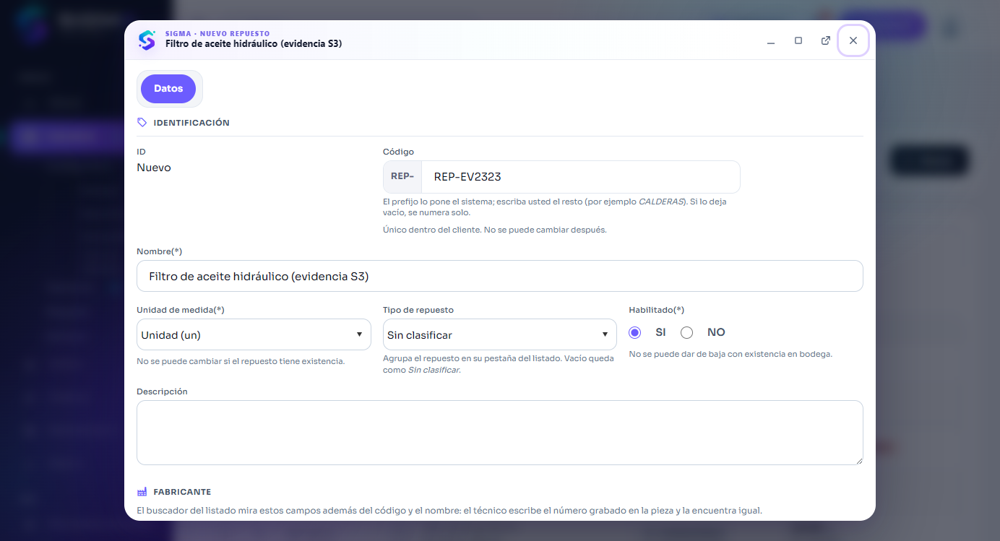 SIGMA · NUEVO REPUESTO
Filtro de aceite hidráulico (evidencia S3)
Datos
IDENTIFICACIÓN
ID
Nuevo
Código
REP- REP-EV2323
El prefijo lo pone el sistema; escriba usted el resto (por ejemplo CALDERAS). Si lo deja
vacío, se numera solo.
Único dentro del cliente. No se puede cambiar después.
Nombre(*)
Filtro de aceite hidráulico (evidencia S3)
Unidad de medida(*)
Unidad (un)
No se puede cambiar si el repuesto tiene existencia.
Tipo de repuesto
Sin clasificar
Agrupa el repuesto en su pestaña del listado. Vacío queda
como Sin clasificar.
Habilitado(*)
SI NO
No se puede dar de baja con existencia en bodega.
Descripción
FABRICANTE
El buscador del listado mira estos campos además del código y el nombre: el técnico escribe el número grabado en la pieza y la encuentra igual.